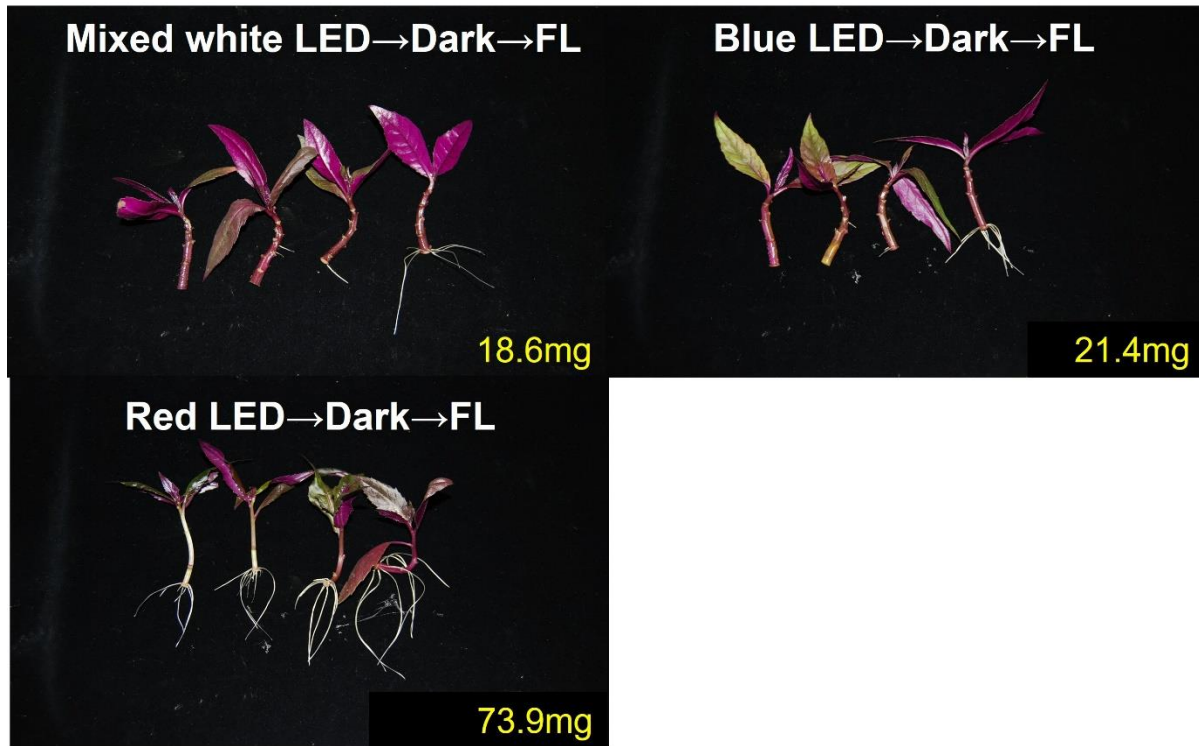 Mixed white LED→Dark→FL
18.6mg
Blue LED→Dark→FL
21.4mg
Red LED→Dark→FL
73.9mg